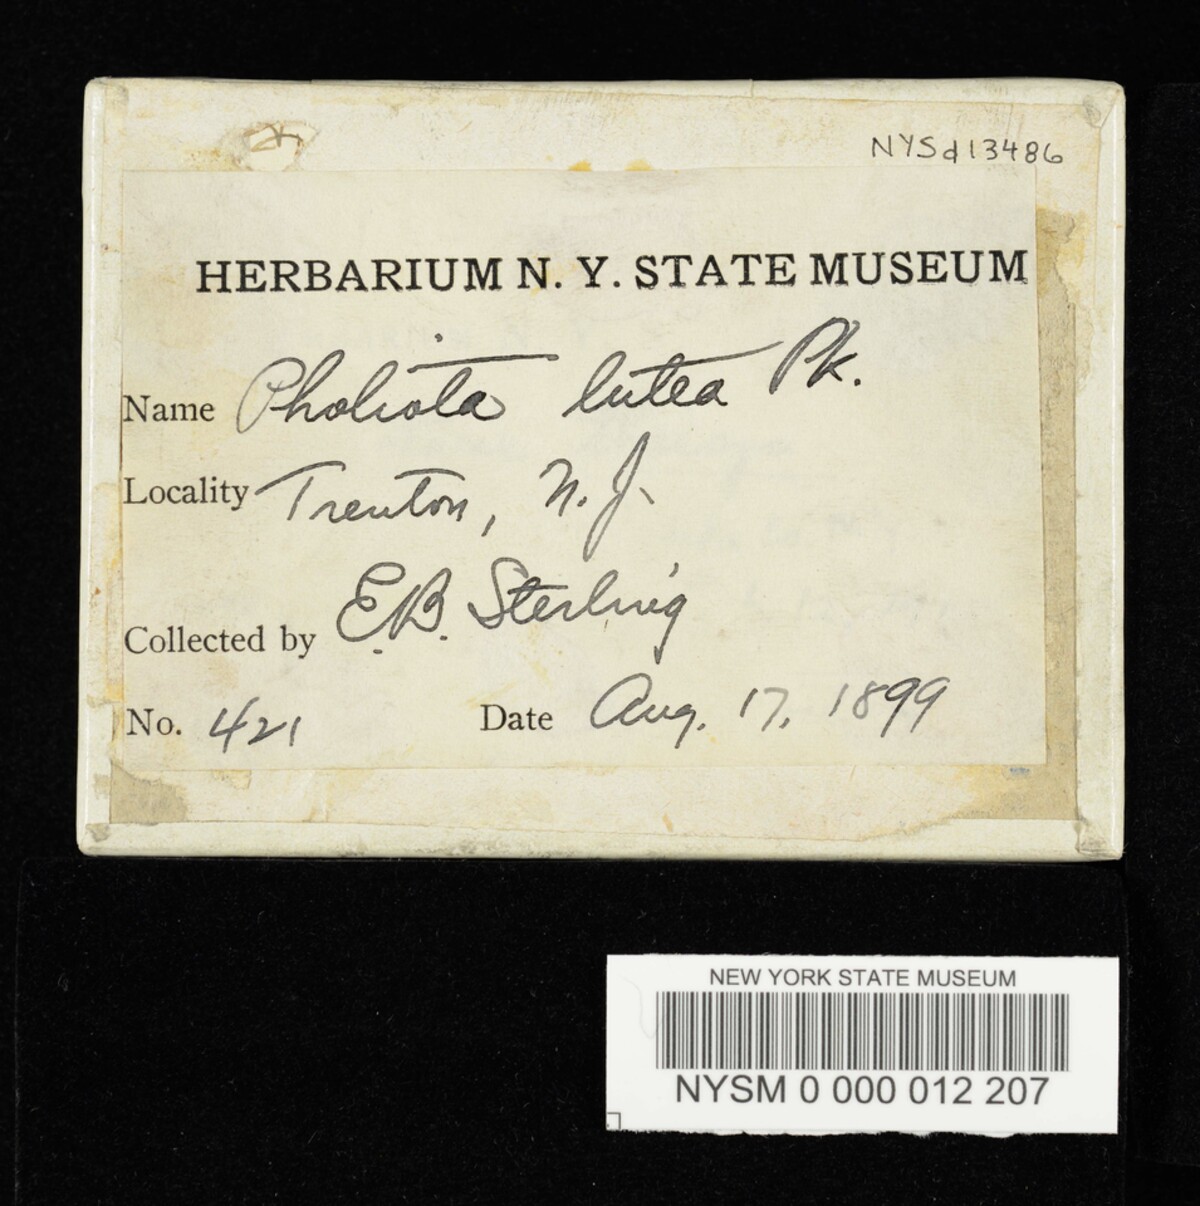 NYSd13486
HERBARIUM N. Y. STATE MUSEUM
Name Pholiota lutea Pk.
Locality Trenton, N. J.
Collected by E. B. Sterling
No. 421 Date Aug. 17, 1899
NEW YORK STATE MUSEUM
NYSM 0 000 012 207